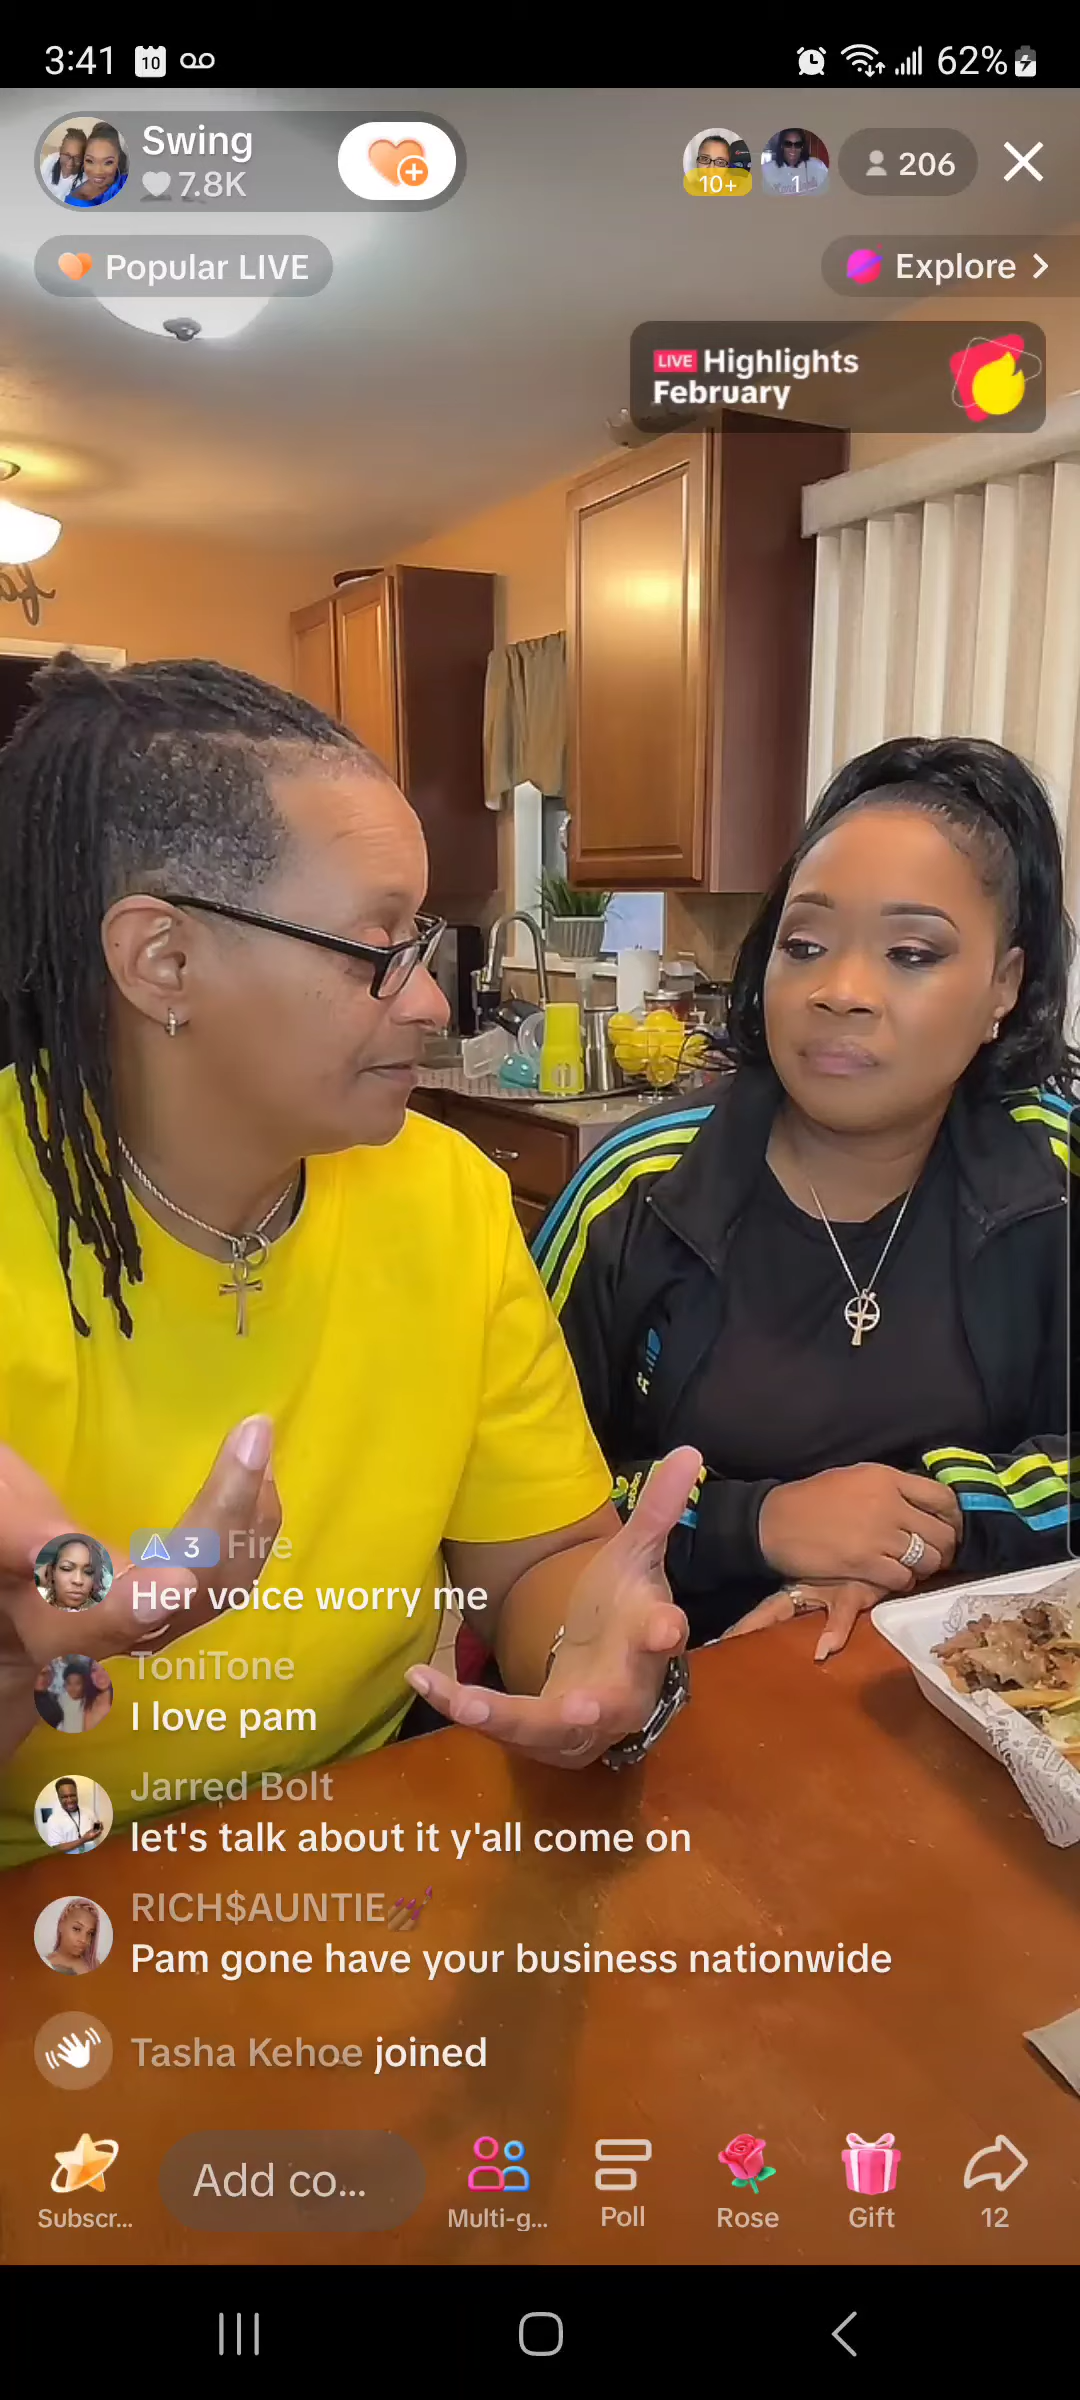 3:41 10 62%
Swing
7.8K
10+ 1 206
Popular LIVE
Explore
LIVE Highlights
February
3 Fire
Her voice worry me
ToniTone
I love pam
Jarred Bolt
let's talk about it y'all come on
RICH$AUNTIE💅🏾
Pam gone have your business nationwide
Tasha Kehoe joined
Add co...
Subscr... Multi-g... Poll Rose Gift 12